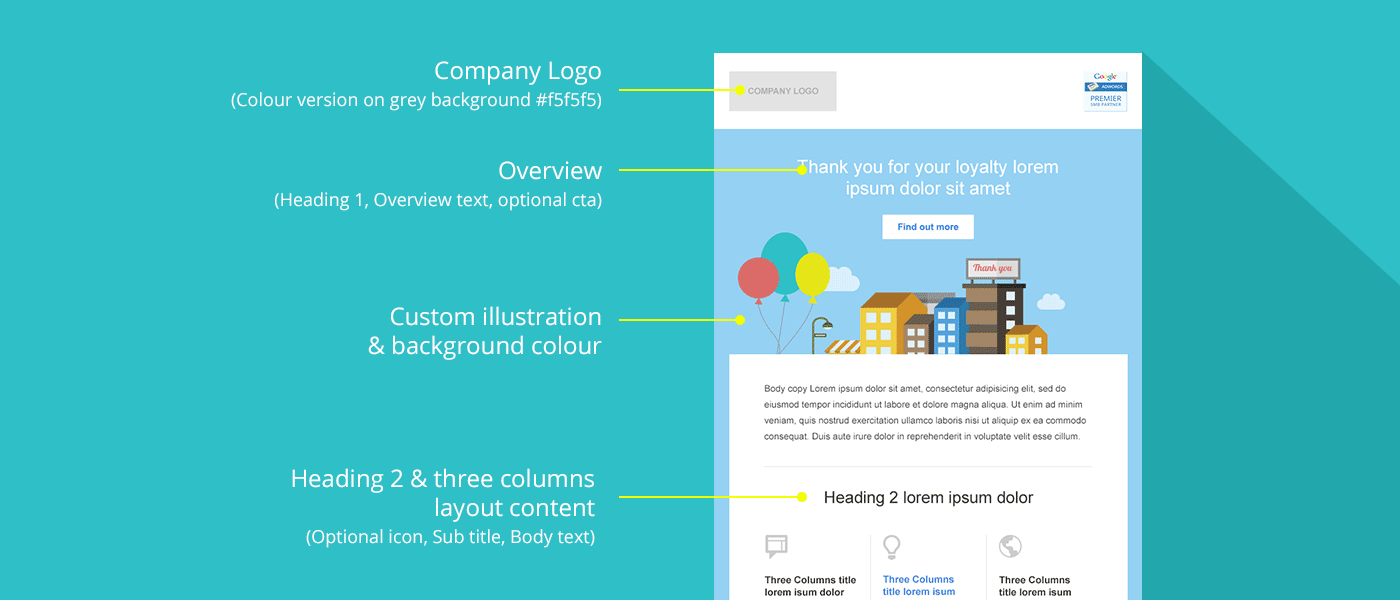 Company Logo
(Colour version on grey background #f5f5f5)
Overview
(Heading 1, Overview text, optional cta)
Custom illustration
& background colour
Heading 2 & three columns
layout content
(Optional icon, Sub title, Body text)
COMPANY LOGO
Google
ADWORDS
PREMIER
SMB PARTNER
Thank you for your loyalty lorem
ipsum dolor sit amet
Find out more
Thank you
Body copy Lorem ipsum dolor sit amet, consectetur adipisicing elit, sed do
eiusmod tempor incididunt ut labore et dolore magna aliqua. Ut enim ad minim
veniam, quis nostrud exercitation ullamco laboris nisi ut aliquip ex ea commodo
consequat. Duis aute irure dolor in reprehenderit in voluptate velit esse cillum.
Heading 2 lorem ipsum dolor
Three Columns title
lorem isum dolor
Three Columns
title lorem isum
Three Columns
title lorem isum